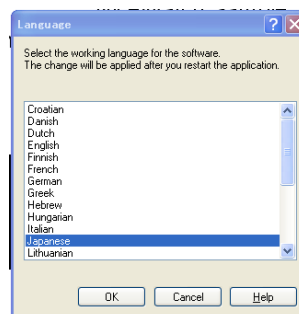 Language
Select the working language for the software.
The change will be applied after you restart the application.
Croatian
Danish
Dutch
English
Finnish
French
German
Greek
Hebrew
Hungarian
Italian
Japanese
Lithuanian
OK Cancel Help